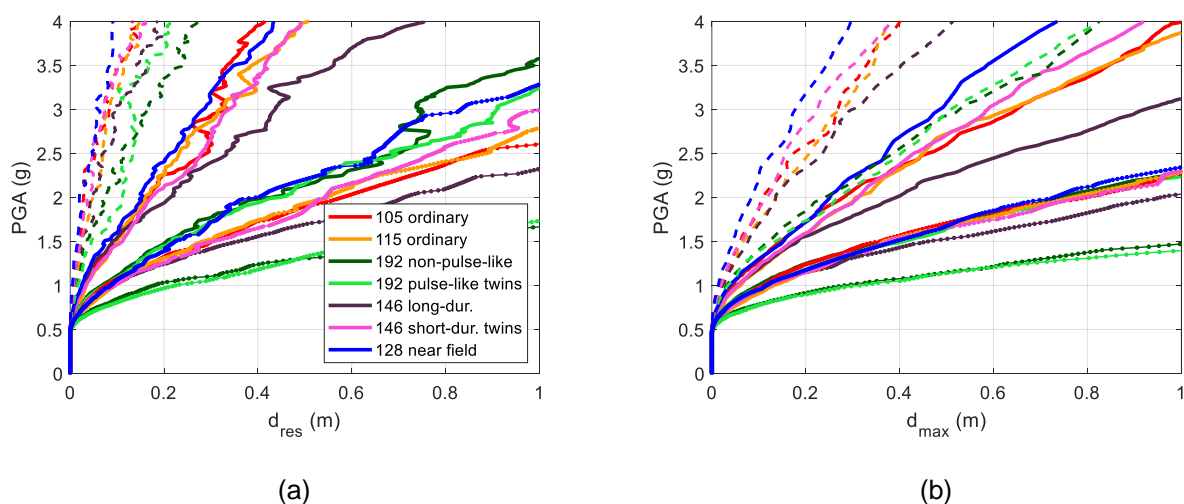 4
3.5
3
2.5
2
1.5
1
0.5
0
PGA (g)
0 0.2 0.4 0.6 0.8 1
d_res (m)
105 ordinary
115 ordinary
192 non-pulse-like
192 pulse-like twins
146 long-dur.
146 short-dur. twins
128 near field
(a)
4
3.5
3
2.5
2
1.5
1
0.5
0
PGA (g)
0 0.2 0.4 0.6 0.8 1
d_max (m)
(b)